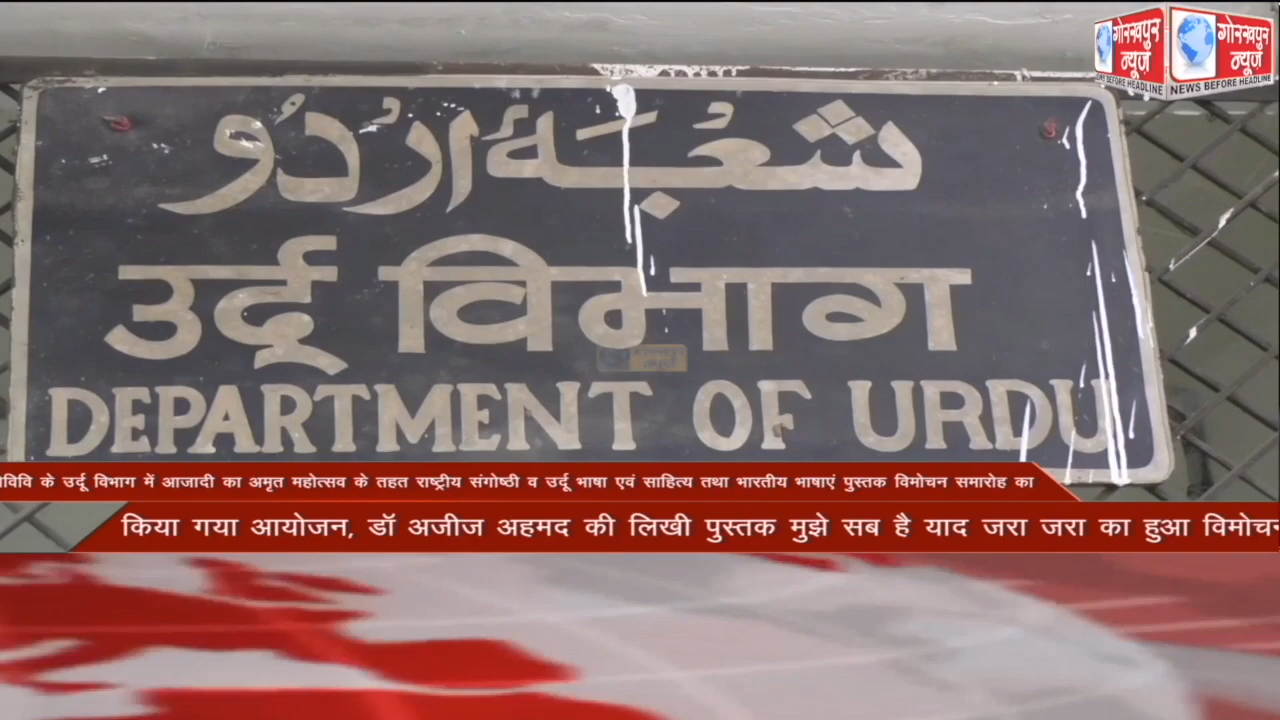 गोरखपुर न्यूज़
NEWS BEFORE HEADLINE
गोरखपुर न्यूज़
NEWS BEFORE HEADLINE
شعبۂ اردو
उर्दू विभाग
DEPARTMENT OF URDU
के उर्दू विभाग में आजादी का अमृत महोत्सव के तहत राष्ट्रीय संगोष्ठी व उर्दू भाषा एवं साहित्य तथा भारतीय भाषाएं पुस्तक विमोचन समारोह का
किया गया आयोजन, डॉ अजीज अहमद की लिखी पुस्तक मुझे सब है याद जरा जरा का हुआ